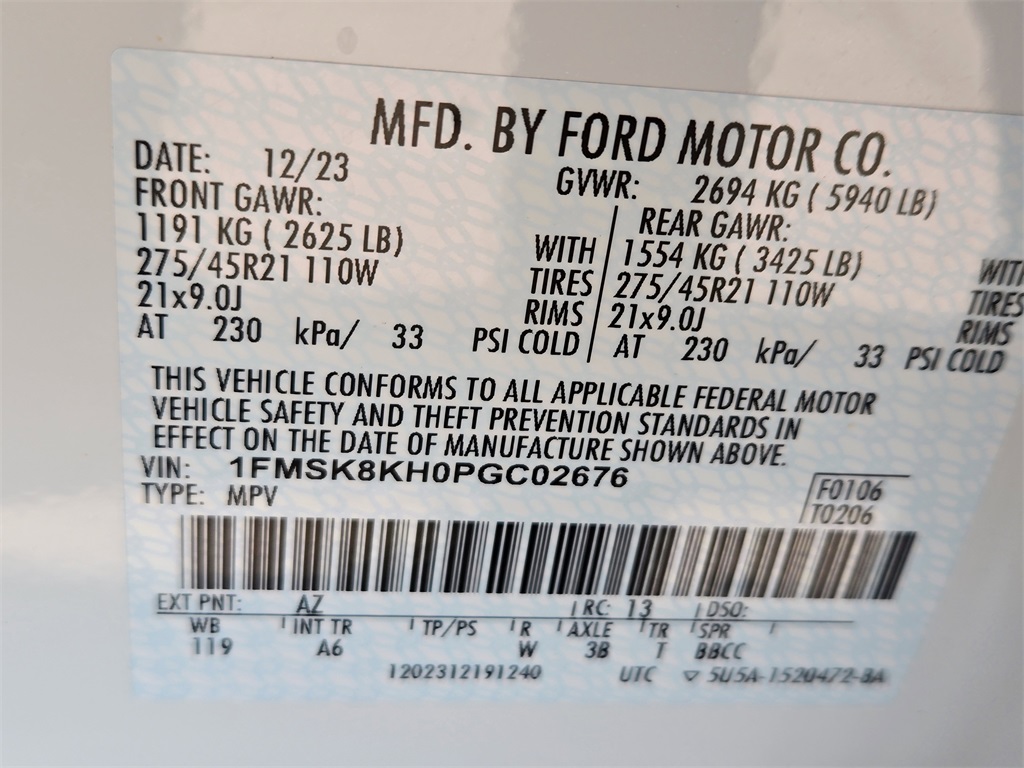 MFD. BY FORD MOTOR CO.
DATE: 12/23 GVWR: 2694 KG ( 5940 LB)
FRONT GAWR: REAR GAWR:
1191 KG ( 2625 LB) WITH 1554 KG ( 3425 LB) WITH
275/45R21 110W TIRES 275/45R21 110W TIRES
21x9.0J RIMS 21x9.0J RIMS
AT 230 kPa/ 33 PSI COLD AT 230 kPa/ 33 PSI COLD
THIS VEHICLE CONFORMS TO ALL APPLICABLE FEDERAL MOTOR
VEHICLE SAFETY AND THEFT PREVENTION STANDARDS IN
EFFECT ON THE DATE OF MANUFACTURE SHOWN ABOVE.
VIN: 1FMSK8KH0PGC02676
TYPE: MPV F0106
T0206
EXT PNT: AZ RC: 13 DSO:
WB INT TR TP/PS R AXLE TR SPR
119 A6 W 3B T BBCC
1202312191240 UTC ▽ 5U5A-1520472-BA